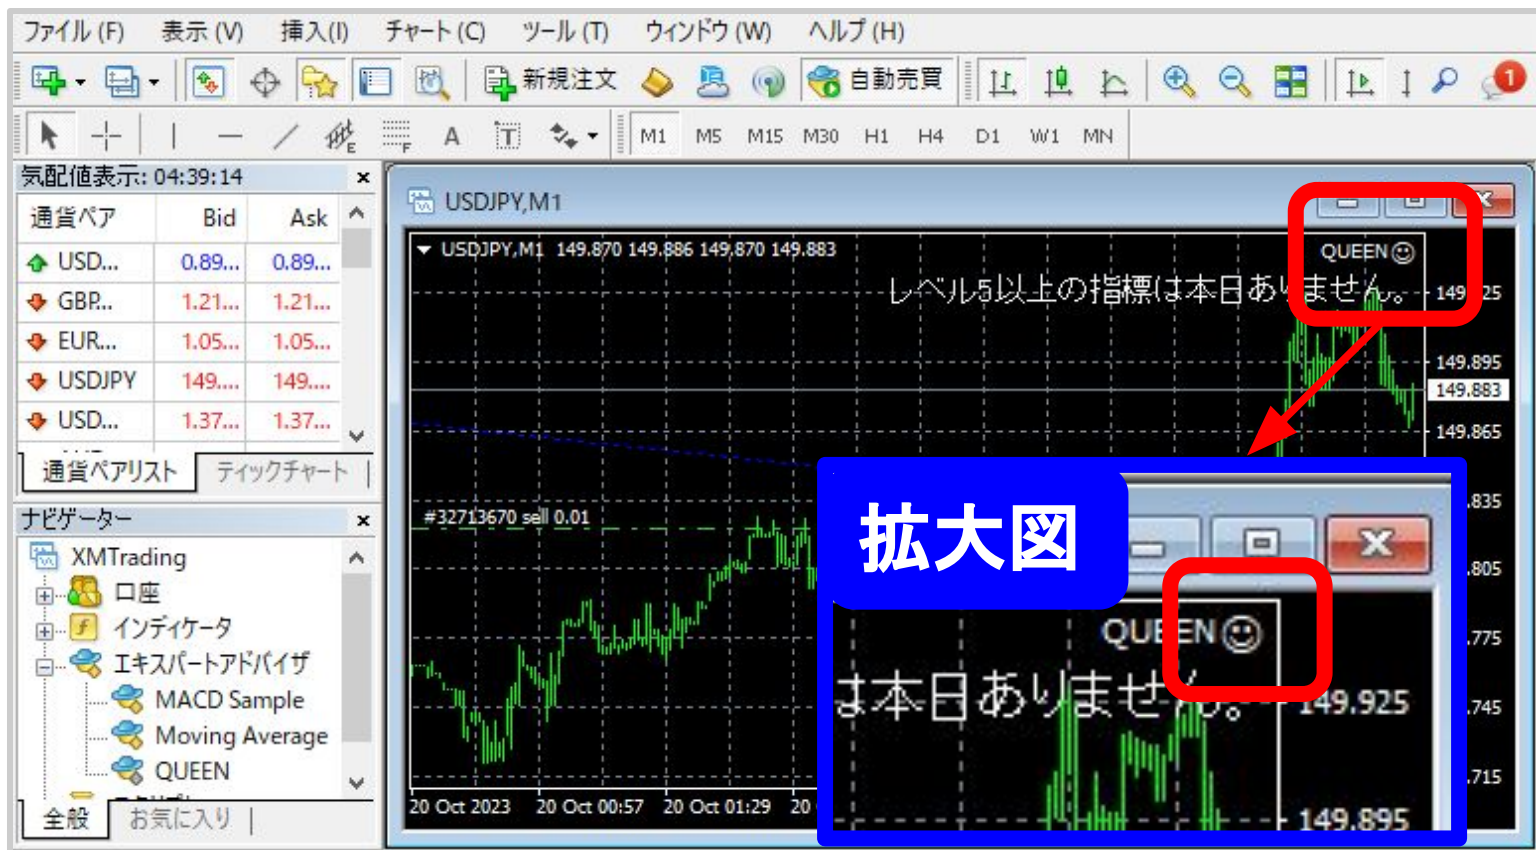 ファイル (F) 表示 (V) 挿入(I) チャート (C) ツール (T) ウィンドウ (W) ヘルプ (H)
新規注文 自動売買 1
E F A T M1 M5 M15 M30 H1 H4 D1 W1 MN
気配値表示: 04:39:14
通貨ペア Bid Ask
USD... 0.89... 0.89...
GBP... 1.21... 1.21...
EUR... 1.05... 1.05...
USDJPY 149.... 149....
USD... 1.37... 1.37...
通貨ペアリスト ティックチャート
ナビゲーター
XMTrading
口座
インディケータ
エキスパートアドバイザ
MACD Sample
Moving Average
QUEEN
全般 お気に入り
USDJPY,M1
USDJPY,M1 149.870 149.886 149.870 149.883
QUEEN
レベル5以上の指標は本日ありません。
149.895
149.883
149.865
.835
.805
.775
.745
.715
#32713670 sell 0.01
20 Oct 2023 20 Oct 00:57 20 Oct 01:29 20
拡大図
QUEEN
は本日ありません。
149.925
149.895